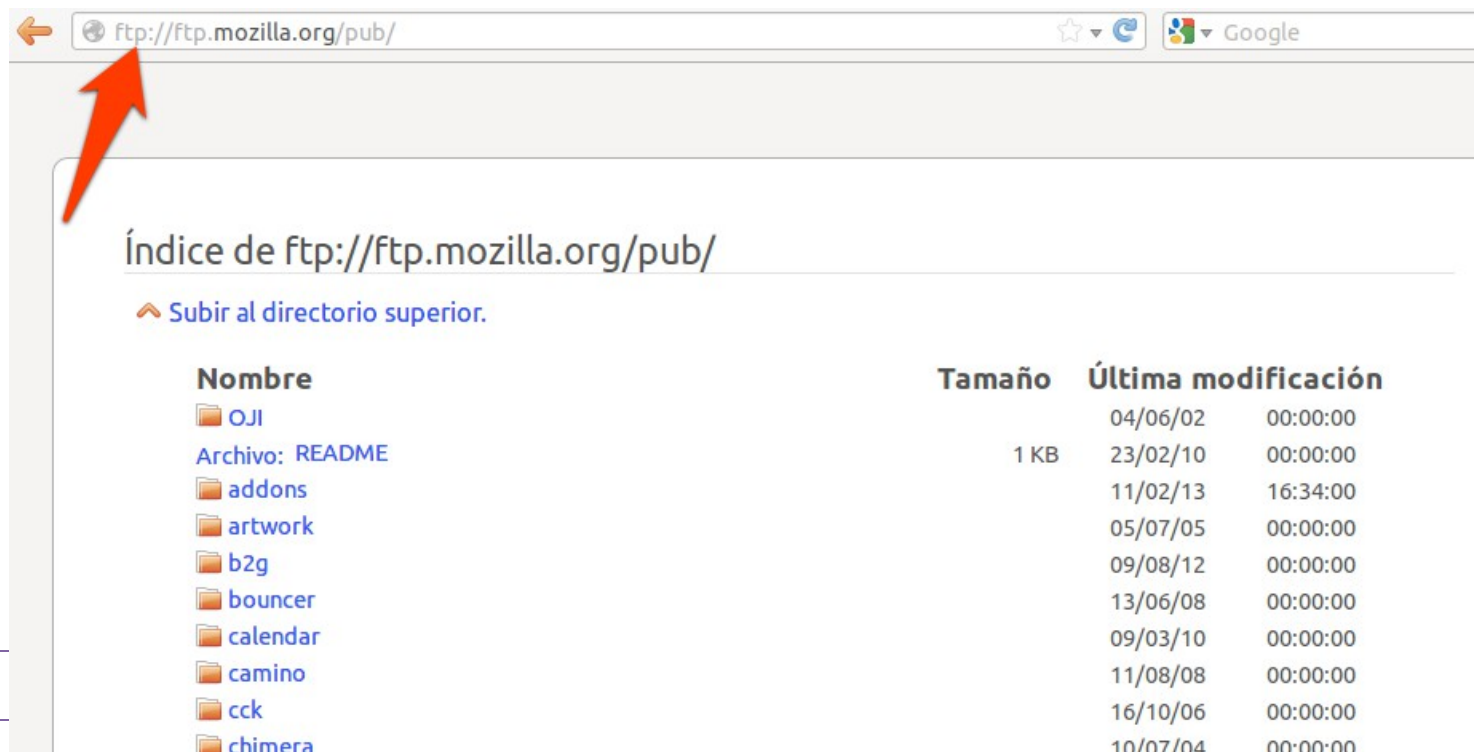 ftp://ftp.mozilla.org/pub/ Google
Índice de ftp://ftp.mozilla.org/pub/
Subir al directorio superior.
Nombre Tamaño Última modificación
OJI 04/06/02 00:00:00
Archivo: README 1 KB 23/02/10 00:00:00
addons 11/02/13 16:34:00
artwork 05/07/05 00:00:00
b2g 09/08/12 00:00:00
bouncer 13/06/08 00:00:00
calendar 09/03/10 00:00:00
camino 11/08/08 00:00:00
cck 16/10/06 00:00:00
chimera 10/07/04 00:00:00